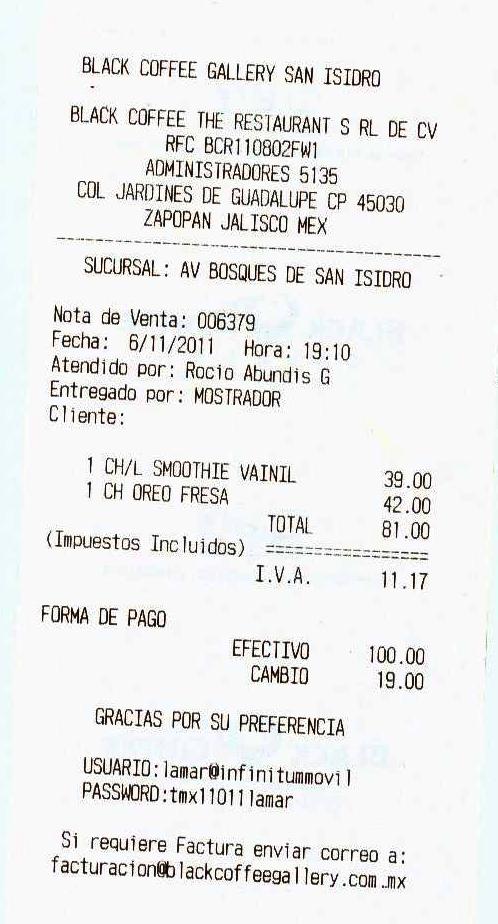 BLACK COFFEE GALLERY SAN ISIDRO
BLACK COFFEE THE RESTAURANT S RL DE CV
RFC BCR110802FW1
ADMINISTRADORES 5135
COL JARDINES DE GUADALUPE CP 45030
ZAPOPAN JALISCO MEX
----------------------------------------
SUCURSAL: AV BOSQUES DE SAN ISIDRO
Nota de Venta: 006379
Fecha: 6/11/2011 Hora: 19:10
Atendido por: Rocio Abundis G
Entregado por: MOSTRADOR
Cliente:
1 CH/L SMOOTHIE VAINIL 39.00
1 CH OREO FRESA 42.00
TOTAL 81.00
(Impuestos Incluidos) =================
I.V.A. 11.17
FORMA DE PAGO
EFECTIVO 100.00
CAMBIO 19.00
GRACIAS POR SU PREFERENCIA
USUARIO:lamar@infinitummovil
PASSWORD:tmx11011lamar
Si requiere Factura enviar correo a:
facturacion@blackcoffeegallery.com.mx